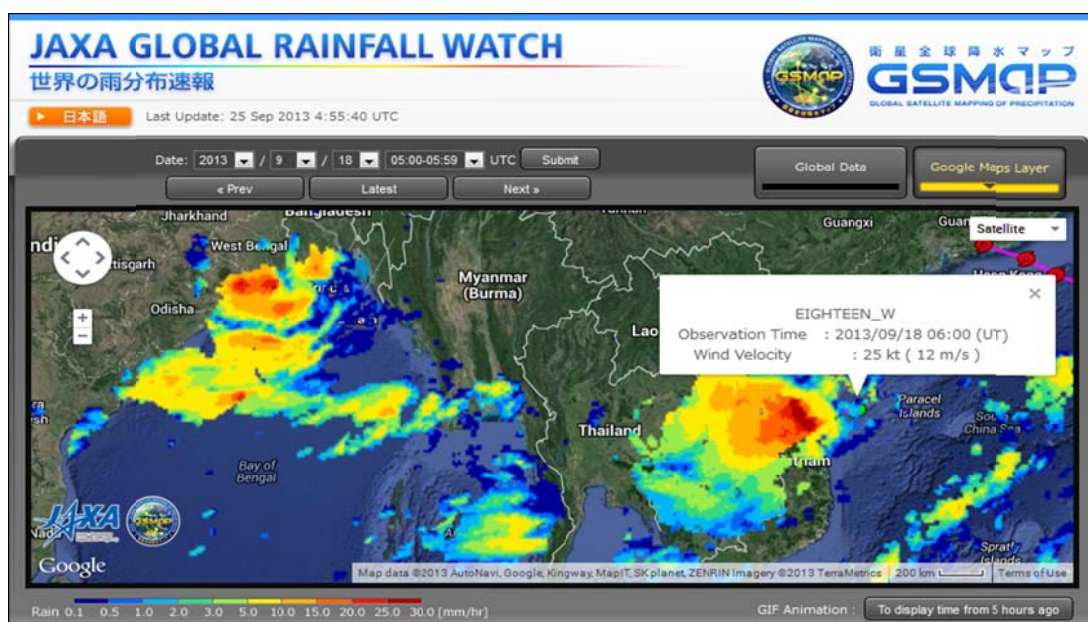 JAXA GLOBAL RAINFALL WATCH
世界の雨分布速報
衛星全球降水マップ
GSMaP
GLOBAL SATELLITE MAPPING OF PRECIPITATION
GSMaP
日本語 Last Update: 25 Sep 2013 4:55:40 UTC
Date: 2013 / 9 / 18 05:00-05:59 UTC Submit
« Prev Latest Next »
Global Data Google Maps Layer
Satellite
Jharkhand
Bangladesh
Guangxi
West Bengal
Odisha
Myanmar
(Burma)
Hong Kong
EIGHTEEN_W
Observation Time : 2013/09/18 06:00 (UT)
Wind Velocity : 25 kt ( 12 m/s )
Paracel
Islands
China Sea
Thailand
Bay of
Bengal
JAXA
Islands
Google
Map data ©2013 AutoNavi, Google, Kingway, MapIT, SK planet, ZENRIN Imagery ©2013 TerraMetrics 200 km Terms of Use
Rain 0.1 0.5 1.0 2.0 3.0 5.0 10.0 15.0 20.0 25.0 30.0 [mm/hr]
GIF Animation : To display time from 5 hours ago